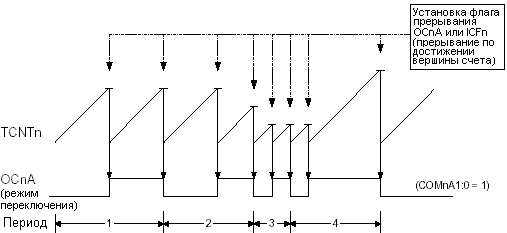 Установка флага
прерывания
OCnA или ICFn
(прерывание по
достижении
вершины счета)
TCNTn
OCnA
(режим
переключения)
(COMnA1:0 = 1)
Период
1
2
3
4